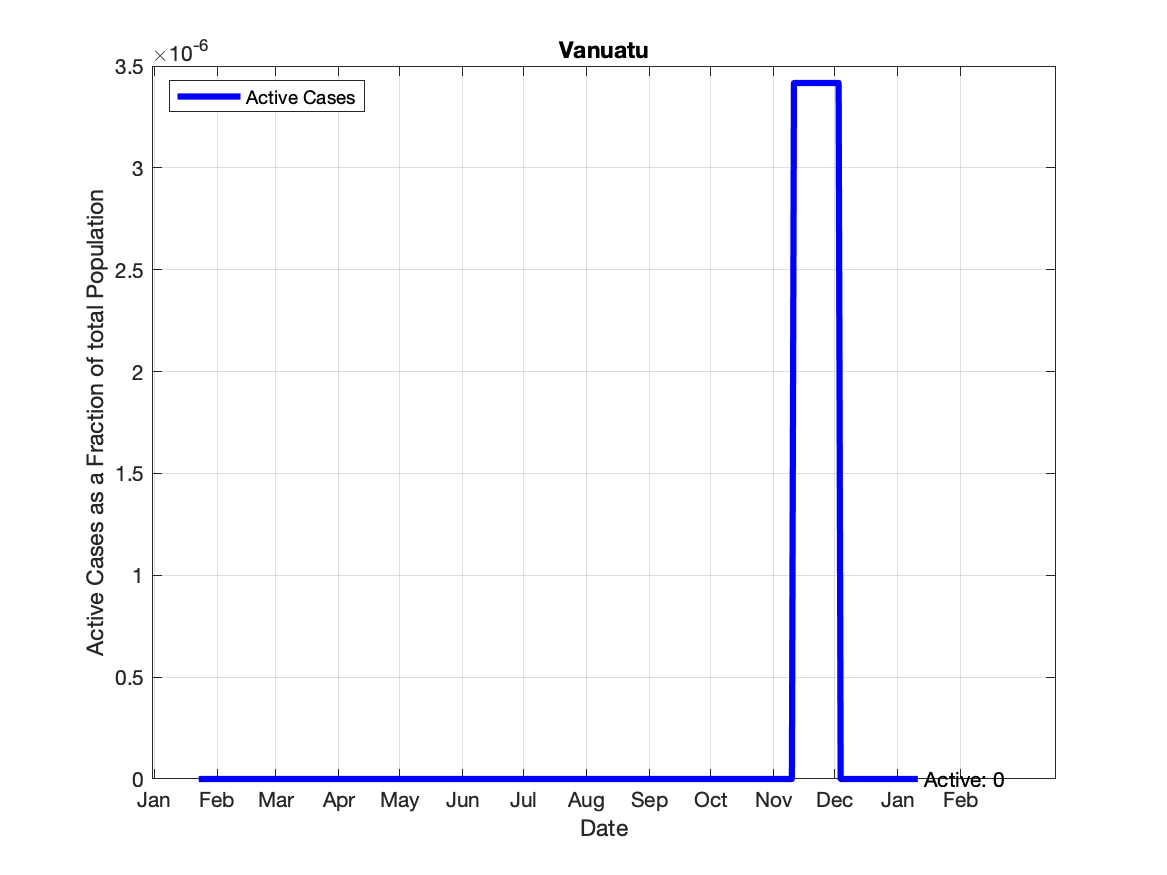 Vanuatu
×10-6
Active Cases
3.5
3
2.5
2
1.5
1
0.5
0
Active Cases as a Fraction of total Population
Active: 0
Jan Feb Mar Apr May Jun Jul Aug Sep Oct Nov Dec Jan Feb
Date